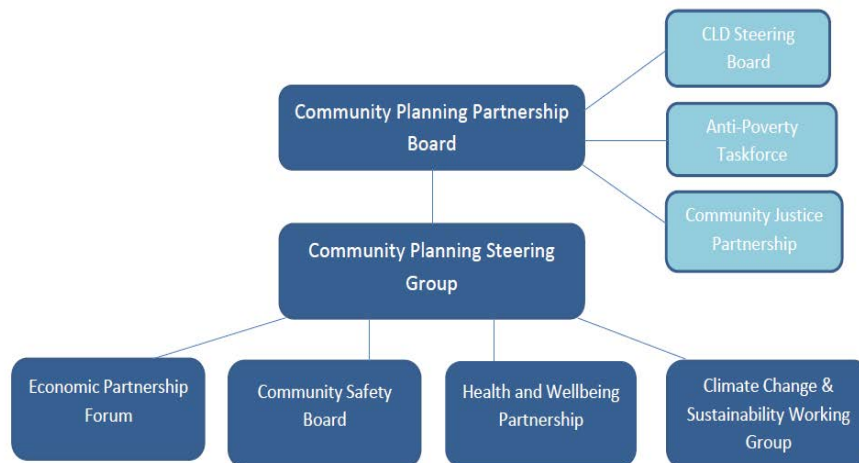 CLD Steering
Board
Community Planning Partnership
Board
Anti-Poverty
Taskforce
Community Justice
Partnership
Community Planning Steering
Group
Economic Partnership
Forum
Community Safety
Board
Health and Wellbeing
Partnership
Climate Change &
Sustainability Working
Group